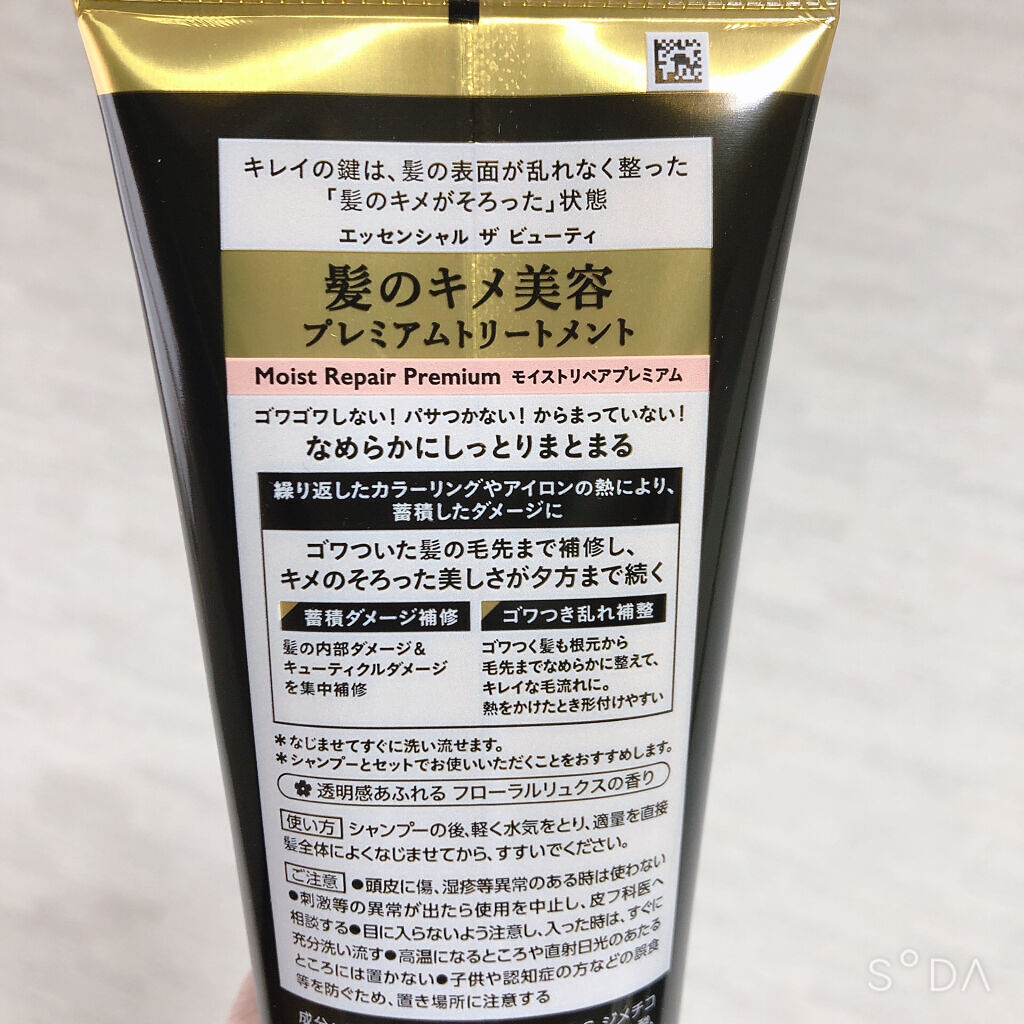 キレイの鍵は、髪の表面が乱れなく整った
「髪のキメがそろった」状態
エッセンシャル ザ ビューティ
髪のキメ美容
プレミアムトリートメント
Moist Repair Premium モイストリペアプレミアム
ゴワゴワしない! パサつかない! からまっていない!
なめらかにしっとりまとまる
繰り返したカラーリングやアイロンの熱により、
蓄積したダメージに
ゴワついた髪の毛先まで補修し、
キメのそろった美しさが夕方まで続く
蓄積ダメージ補修
髪の内部ダメージ&
キューティクルダメージ
を集中補修
ゴワつき乱れ補整
ゴワつく髪も根元から
毛先までなめらかに整えて、
キレイな毛流れに。
熱をかけたとき形付けやすい
*なじませてすぐに洗い流せます。
*シャンプーとセットでお使いいただくことをおすすめします。
透明感あふれる フローラルリュクスの香り
使い方 シャンプーの後、軽く水気をとり、適量を直接
髪全体によくなじませてから、すすいでください。
ご注意 ●頭皮に傷、湿疹等異常のある時は使わない
●刺激等の異常が出たら使用を中止し、皮フ科医へ
相談する●目に入らないよう注意し、入った時は、すぐに
充分洗い流す●高温になるところや直射日光のあたる
ところには置かない●子供や認知症の方などの誤食
等を防ぐため、置き場所に注意する
成分 ジメチコ
SODA